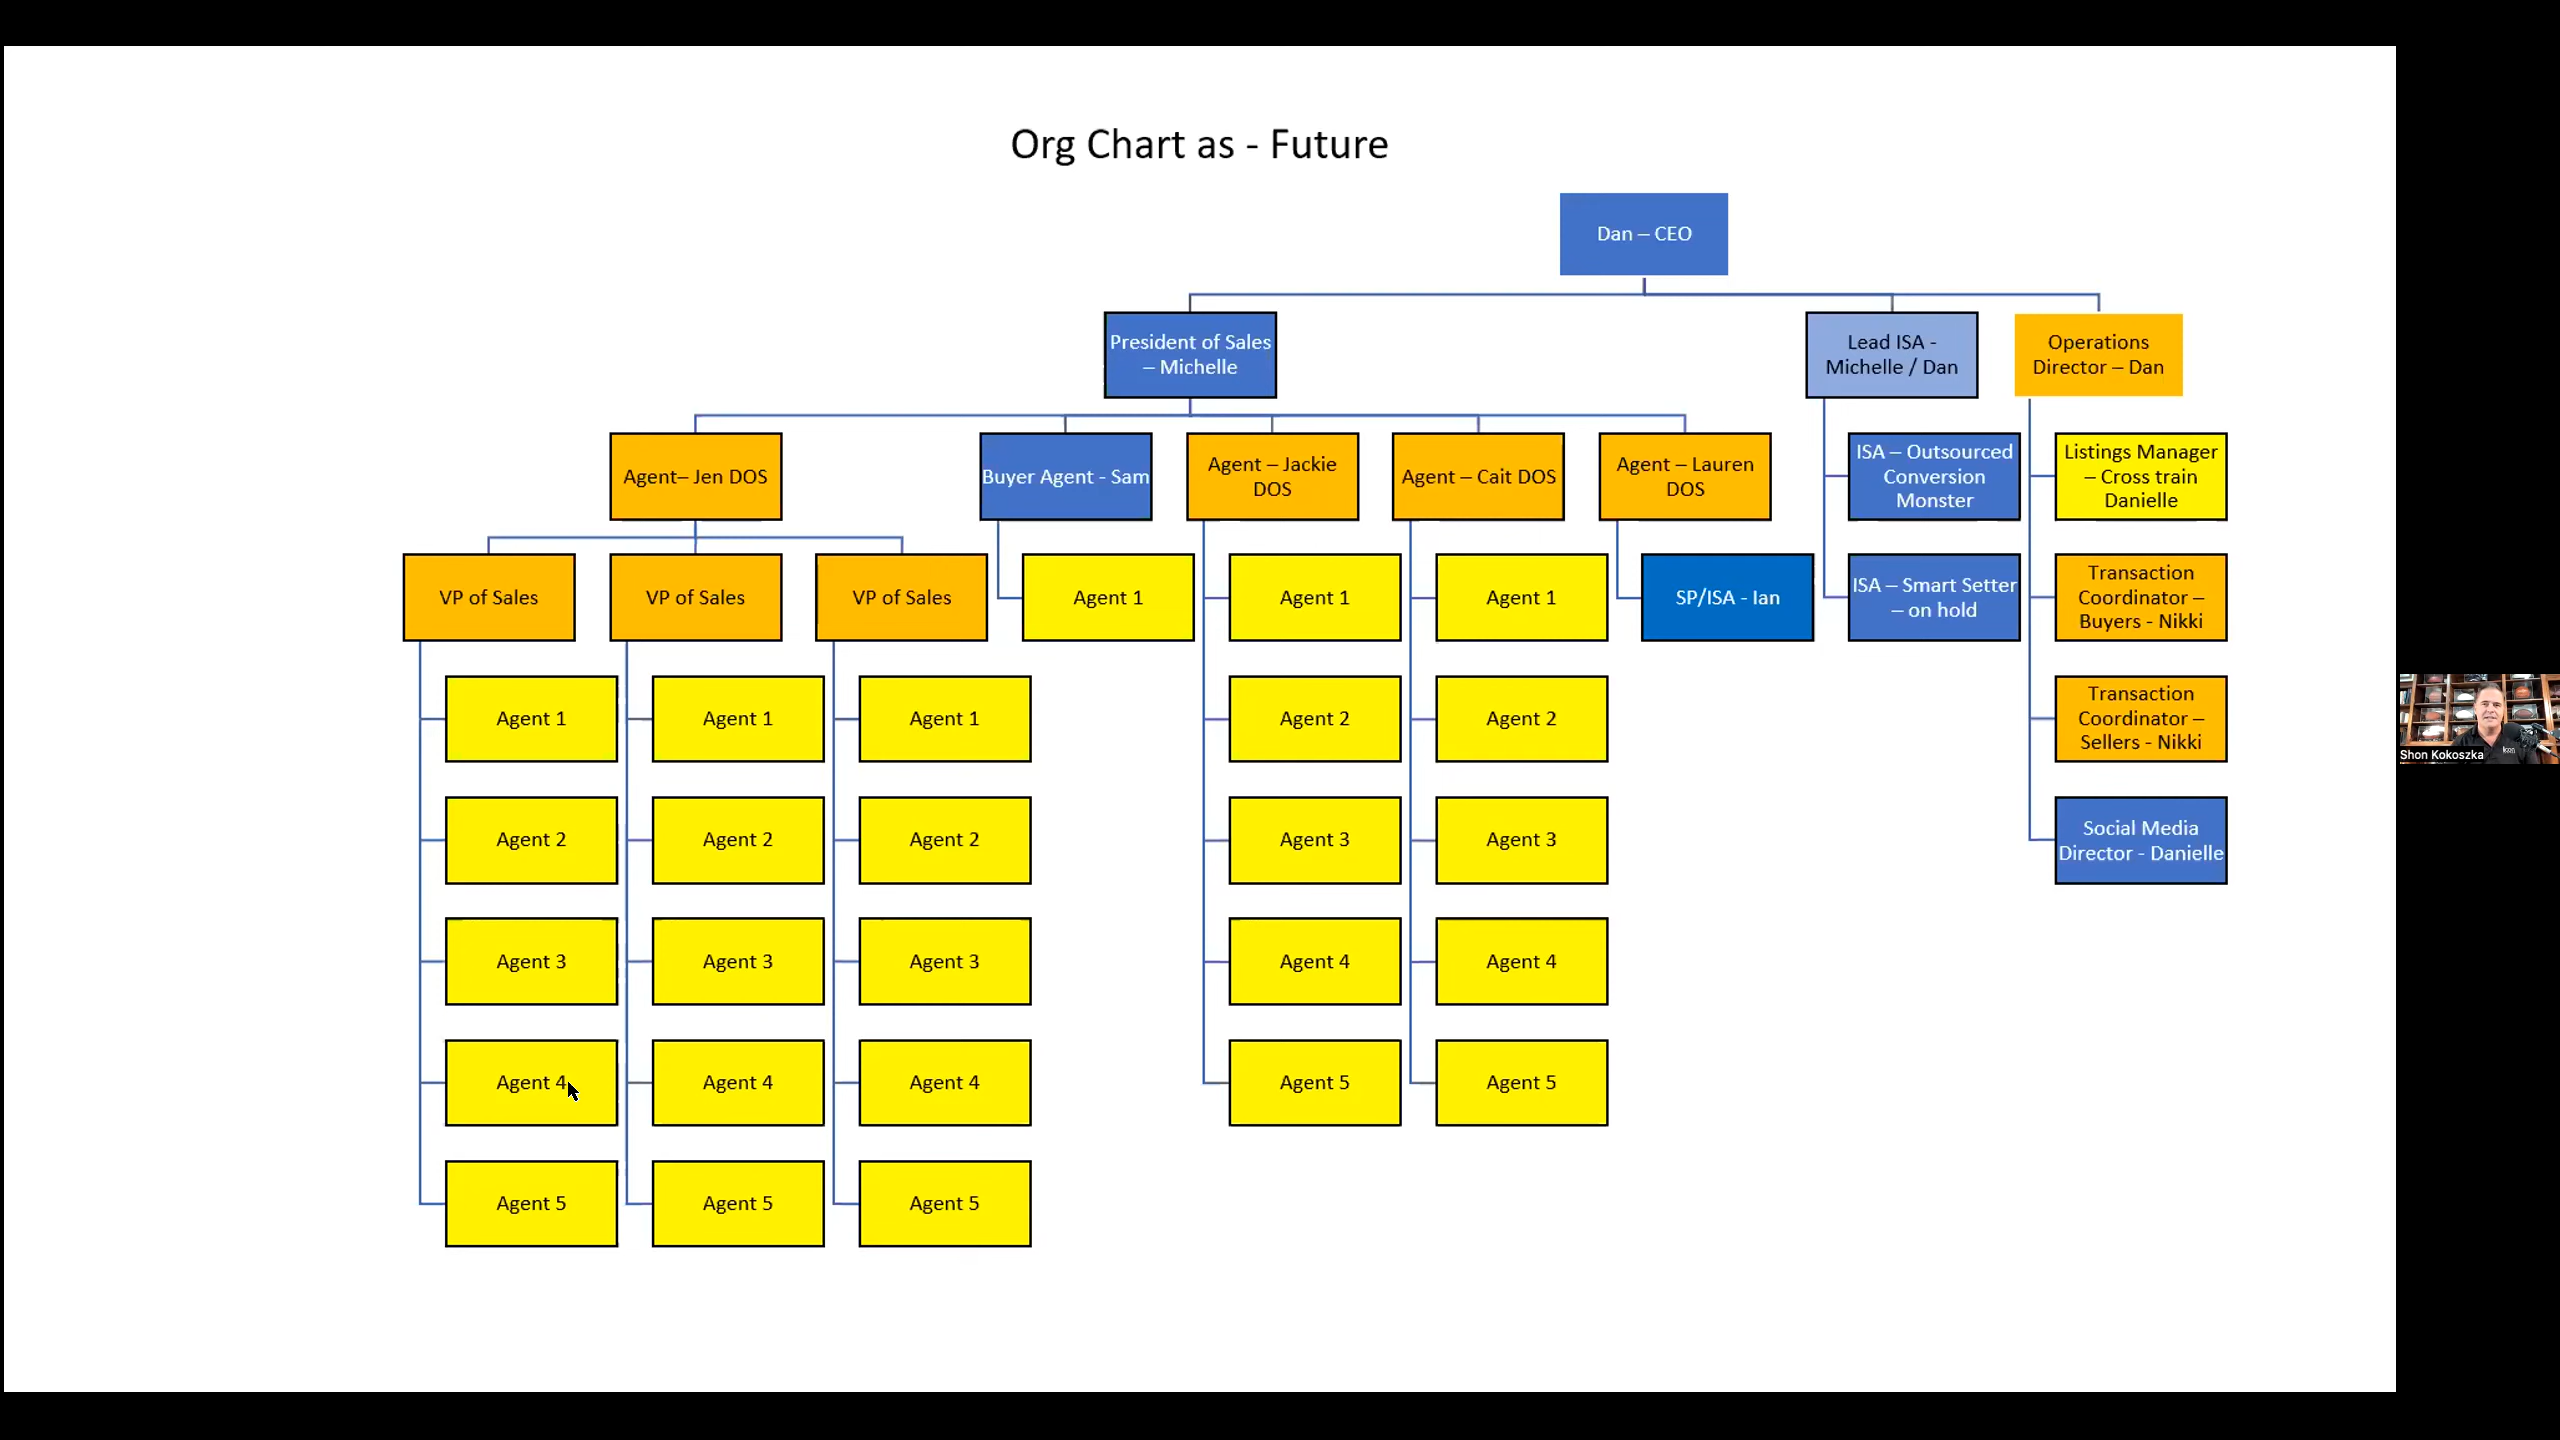 Org Chart as - Future
Dan – CEO
President of Sales
– Michelle
Lead ISA -
Michelle / Dan
Operations
Director – Dan
Agent– Jen DOS
Buyer Agent - Sam
Agent – Jackie
DOS
Agent – Cait DOS
Agent – Lauren
DOS
ISA – Outsourced
Conversion
Monster
Listings Manager
– Cross train
Danielle
VP of Sales
VP of Sales
VP of Sales
Agent 1
Agent 1
Agent 1
SP/ISA - Ian
ISA – Smart Setter
– on hold
Transaction
Coordinator –
Buyers - Nikki
Agent 1
Agent 1
Agent 1
Agent 2
Agent 2
Transaction
Coordinator –
Sellers - Nikki
Agent 2
Agent 2
Agent 2
Agent 3
Agent 3
Social Media
Director - Danielle
Agent 3
Agent 3
Agent 3
Agent 4
Agent 4
Agent 4
Agent 4
Agent 4
Agent 5
Agent 5
Agent 5
Agent 5
Agent 5
Shon Kokoszka